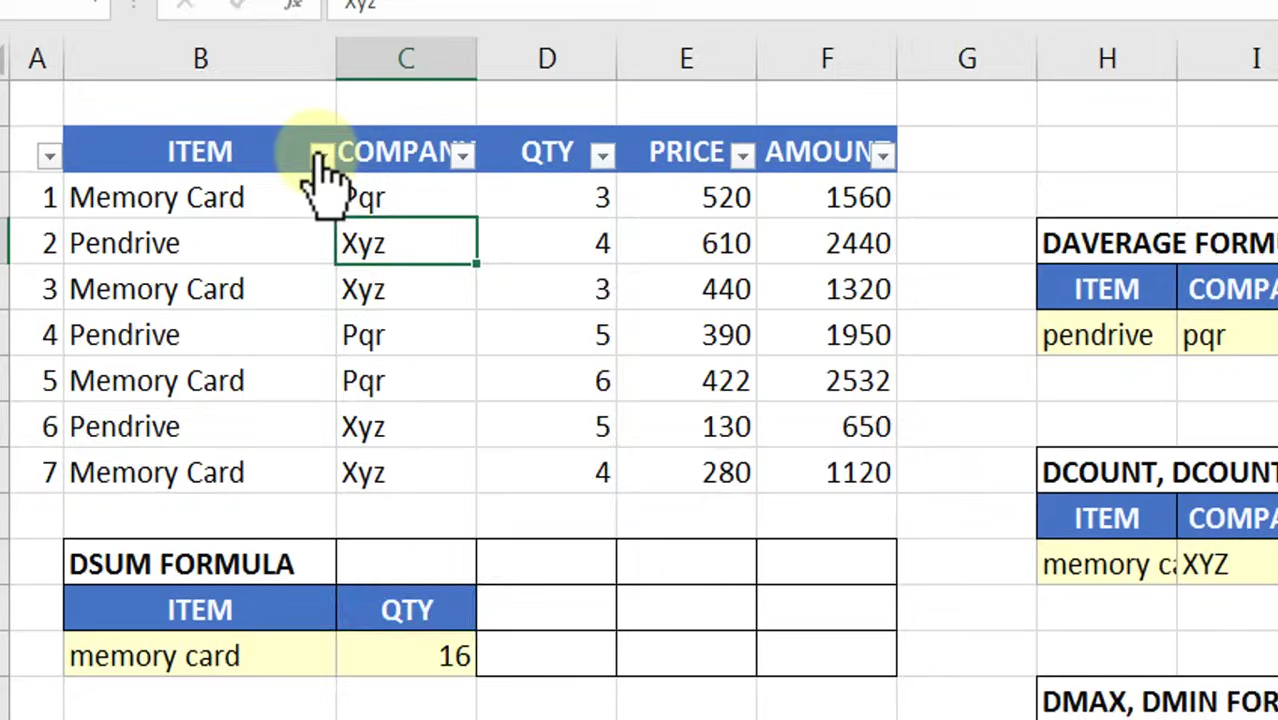 Xyz
A B C D E F G H I
ITEM COMPAN QTY PRICE AMOUN
1 Memory Card Pqr 3 520 1560
2 Pendrive Xyz 4 610 2440 DAVERAGE FORM
3 Memory Card Xyz 3 440 1320 ITEM COMPA
4 Pendrive Pqr 5 390 1950 pendrive pqr
5 Memory Card Pqr 6 422 2532
6 Pendrive Xyz 5 130 650
7 Memory Card Xyz 4 280 1120 DCOUNT, DCOUNT
ITEM COMPA
DSUM FORMULA memory ca XYZ
ITEM QTY
memory card 16
DMAX, DMIN FOR